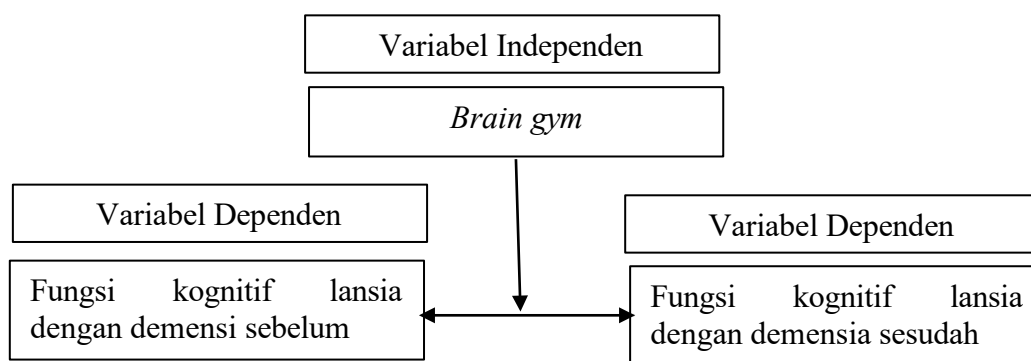 Variabel Independen
Brain gym
Variabel Dependen
Variabel Dependen
Fungsi kognitif lansia
dengan demensi sebelum
Fungsi kognitif lansia
dengan demensia sesudah